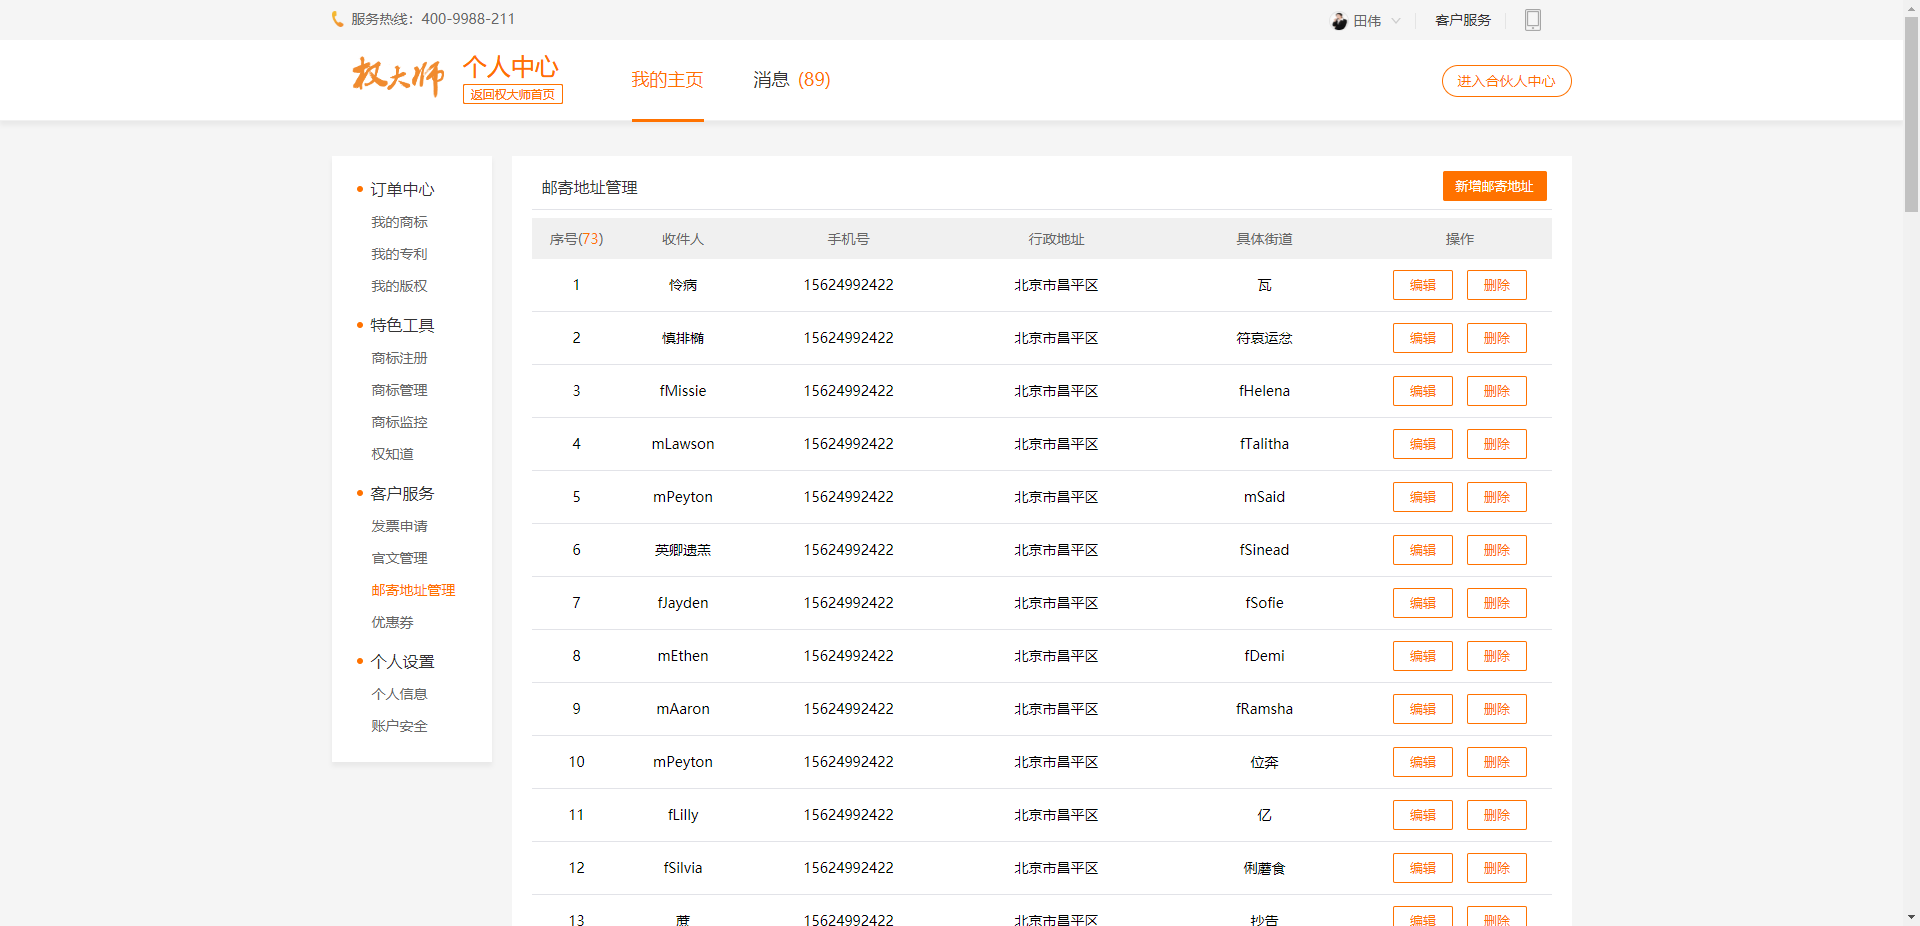 服务热线：400-9988-211
田伟
客户服务
权大师
个人中心
返回权大师首页
我的主页
消息 (89)
进入合伙人中心
订单中心
我的商标
我的专利
我的版权
特色工具
商标注册
商标管理
商标监控
权知道
客户服务
发票申请
官文管理
邮寄地址管理
优惠券
个人设置
个人信息
账户安全
邮寄地址管理
新增邮寄地址
序号(73) 收件人 手机号 行政地址 具体街道 操作
1 怜病 15624992422 北京市昌平区 瓦 编辑 删除
2 慎排椭 15624992422 北京市昌平区 符哀运忿 编辑 删除
3 fMissie 15624992422 北京市昌平区 fHelena 编辑 删除
4 mLawson 15624992422 北京市昌平区 fTalitha 编辑 删除
5 mPeyton 15624992422 北京市昌平区 mSaid 编辑 删除
6 英卿遗羔 15624992422 北京市昌平区 fSinead 编辑 删除
7 fJayden 15624992422 北京市昌平区 fSofie 编辑 删除
8 mEthen 15624992422 北京市昌平区 fDemi 编辑 删除
9 mAaron 15624992422 北京市昌平区 fRamsha 编辑 删除
10 mPeyton 15624992422 北京市昌平区 位奔 编辑 删除
11 fLilly 15624992422 北京市昌平区 亿 编辑 删除
12 fSilvia 15624992422 北京市昌平区 俐蘑食 编辑 删除
13 蔗 15624992422 北京市昌平区 抄告 编辑 删除